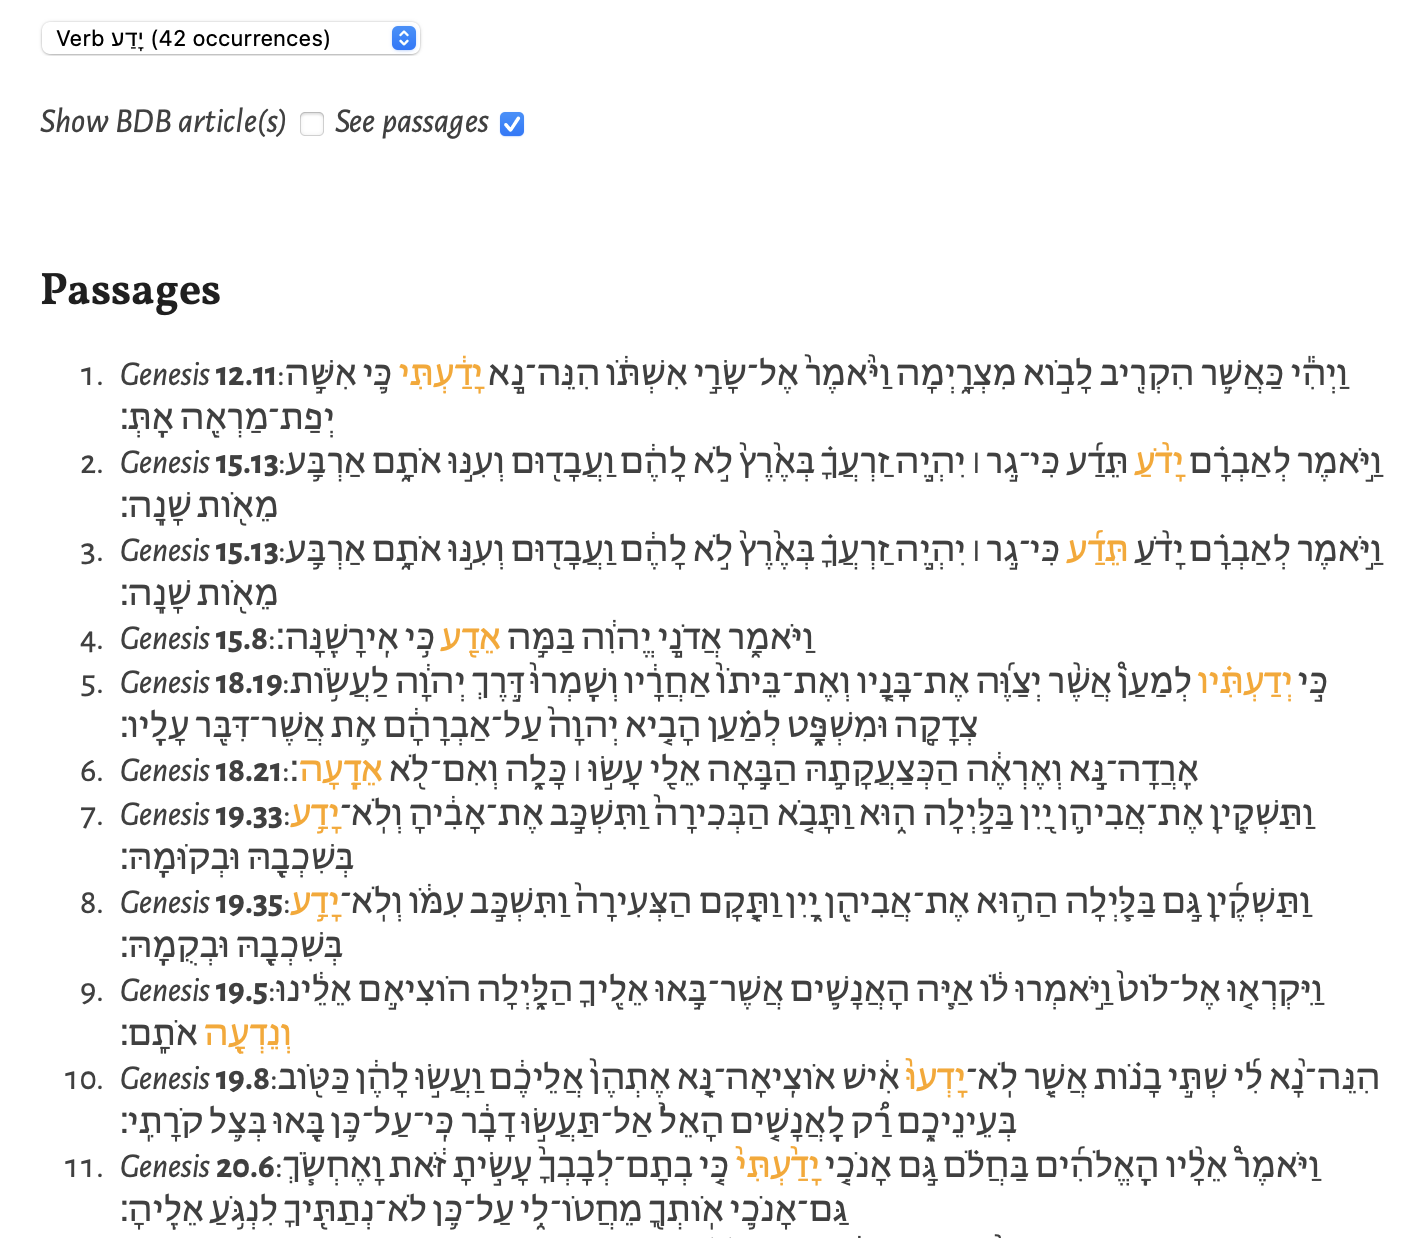 Verb יָדַע (42 occurrences)
Show BDB article(s) See passages
Passages
1. Genesis 12.11:וַיְהִ֕י כַּאֲשֶׁ֥ר הִקְרִ֖יב לָב֣וֹא מִצְרָ֑יְמָה וַיֹּ֙אמֶר֙ אֶל־שָׂרַ֣י אִשְׁתּ֔וֹ הִנֵּה־נָ֣א יָדַ֔עְתִּי כִּ֛י אִשָּׁ֥ה
יְפַת־מַרְאֶ֖ה אָֽתְּ׃
2. Genesis 15.13:וַיֹּ֣אמֶר לְאַבְרָ֗ם יָדֹ֨עַ תֵּדַ֜ע כִּי־גֵ֣ר ׀ יִהְיֶ֣ה זַרְעֲךָ֗ בְּאֶ֙רֶץ֙ לֹ֣א לָהֶ֔ם וַעֲבָד֖וּם וְעִנּ֣וּ אֹתָ֑ם אַרְבַּ֥ע
מֵא֖וֹת שָׁנָֽה׃
3. Genesis 15.13:וַיֹּ֣אמֶר לְאַבְרָ֗ם יָדֹ֨עַ תֵּדַ֜ע כִּי־גֵ֣ר ׀ יִהְיֶ֣ה זַרְעֲךָ֗ בְּאֶ֙רֶץ֙ לֹ֣א לָהֶ֔ם וַעֲבָד֖וּם וְעִנּ֣וּ אֹתָ֑ם אַרְבַּ֥ע
מֵא֖וֹת שָׁנָֽה׃
4. Genesis 15.8:וַיֹּאמַ֑ר אֲדֹנָ֣י יֱהוִ֔ה בַּמָּ֥ה אֵדַ֖ע כִּ֥י אִֽירָשֶֽׁנָּה׃
5. Genesis 18.19:כִּ֣י יְדַעְתִּ֗יו לְמַעַן֩ אֲשֶׁ֨ר יְצַוֶּ֜ה אֶת־בָּנָ֤יו וְאֶת־בֵּיתוֹ֙ אַחֲרָ֔יו וְשָֽׁמְרוּ֙ דֶּ֣רֶךְ יְהוָ֔ה לַעֲשׂ֥וֹת
צְדָקָ֖ה וּמִשְׁפָּ֑ט לְמַ֗עַן הָבִ֤יא יְהוָה֙ עַל־אַבְרָהָ֔ם אֵ֥ת אֲשֶׁר־דִּבֶּ֖ר עָלָֽיו׃
6. Genesis 18.21:אֵֽרֲדָה־נָּ֣א וְאֶרְאֶ֔ה הַכְּצַעֲקָתָ֛הּ הַבָּ֥אָה אֵלַ֖י עָשׂ֣וּ ׀ כָּלָ֑ה וְאִם־לֹ֖א אֵדָֽעָה׃
7. Genesis 19.33:וַתַּשְׁקֶ֧יןָ אֶת־אֲבִיהֶ֛ן יַ֖יִן בַּלַּ֣יְלָה ה֑וּא וַתָּבֹ֤א הַבְּכִירָה֙ וַתִּשְׁכַּ֣ב אֶת־אָבִ֔יהָ וְלֹֽא־יָדַ֥ע
בְּשִׁכְבָ֖הּ וּבְקוּמָֽהּ׃
8. Genesis 19.35:וַתַּשְׁקֶ֜יןָ גַּ֣ם בַּלַּ֧יְלָה הַה֛וּא אֶת־אֲבִיהֶ֖ן יָ֑יִן וַתָּ֤קָם הַצְּעִירָה֙ וַתִּשְׁכַּ֣ב עִמּ֔וֹ וְלֹֽא־יָדַ֥ע
בְּשִׁכְבָ֖הּ וּבְקֻמָֽהּ׃
9. Genesis 19.5:וַיִּקְרְא֤וּ אֶל־לוֹט֙ וַיֹּ֣אמְרוּ ל֔וֹ אַיֵּ֧ה הָאֲנָשִׁ֛ים אֲשֶׁר־בָּ֥אוּ אֵלֶ֖יךָ הַלָּ֑יְלָה הוֹצִיאֵ֣ם אֵלֵ֔ינוּ
וְנֵדְעָ֖ה אֹתָֽם׃
10. Genesis 19.8:הִנֵּה־נָ֨א לִ֜י שְׁתֵּ֣י בָנ֗וֹת אֲשֶׁ֤ר לֹֽא־יָדְעוּ֙ אִ֔ישׁ אוֹצִֽיאָה־נָּ֤א אֶתְהֶן֙ אֲלֵיכֶ֔ם וַעֲשׂ֣וּ לָהֶ֔ן כַּטּ֖וֹב
בְּעֵינֵיכֶ֑ם רַ֠ק לָֽאֲנָשִׁ֤ים הָאֵל֙ אַל־תַּעֲשׂ֣וּ דָבָ֔ר כִּֽי־עַל־כֵּ֥ן בָּ֖אוּ בְּצֵ֥ל קֹרָתִֽי׃
11. Genesis 20.6:וַיֹּאמֶר֩ אֵלָ֨יו הָֽאֱלֹהִ֜ים בַּחֲלֹ֗ם גַּ֣ם אָנֹכִ֤י יָדַ֙עְתִּי֙ כִּ֤י בְתָם־לְבָבְךָ֙ עָשִׂ֣יתָ זֹּ֔את וָאֶחְשֹׂ֧ךְ
גַּם־אָנֹכִ֛י אֽוֹתְךָ֖ מֵחֲטוֹ־לִ֑י עַל־כֵּ֥ן לֹא־נְתַתִּ֖יךָ לִנְגֹּ֥עַ אֵלֶֽיהָ׃